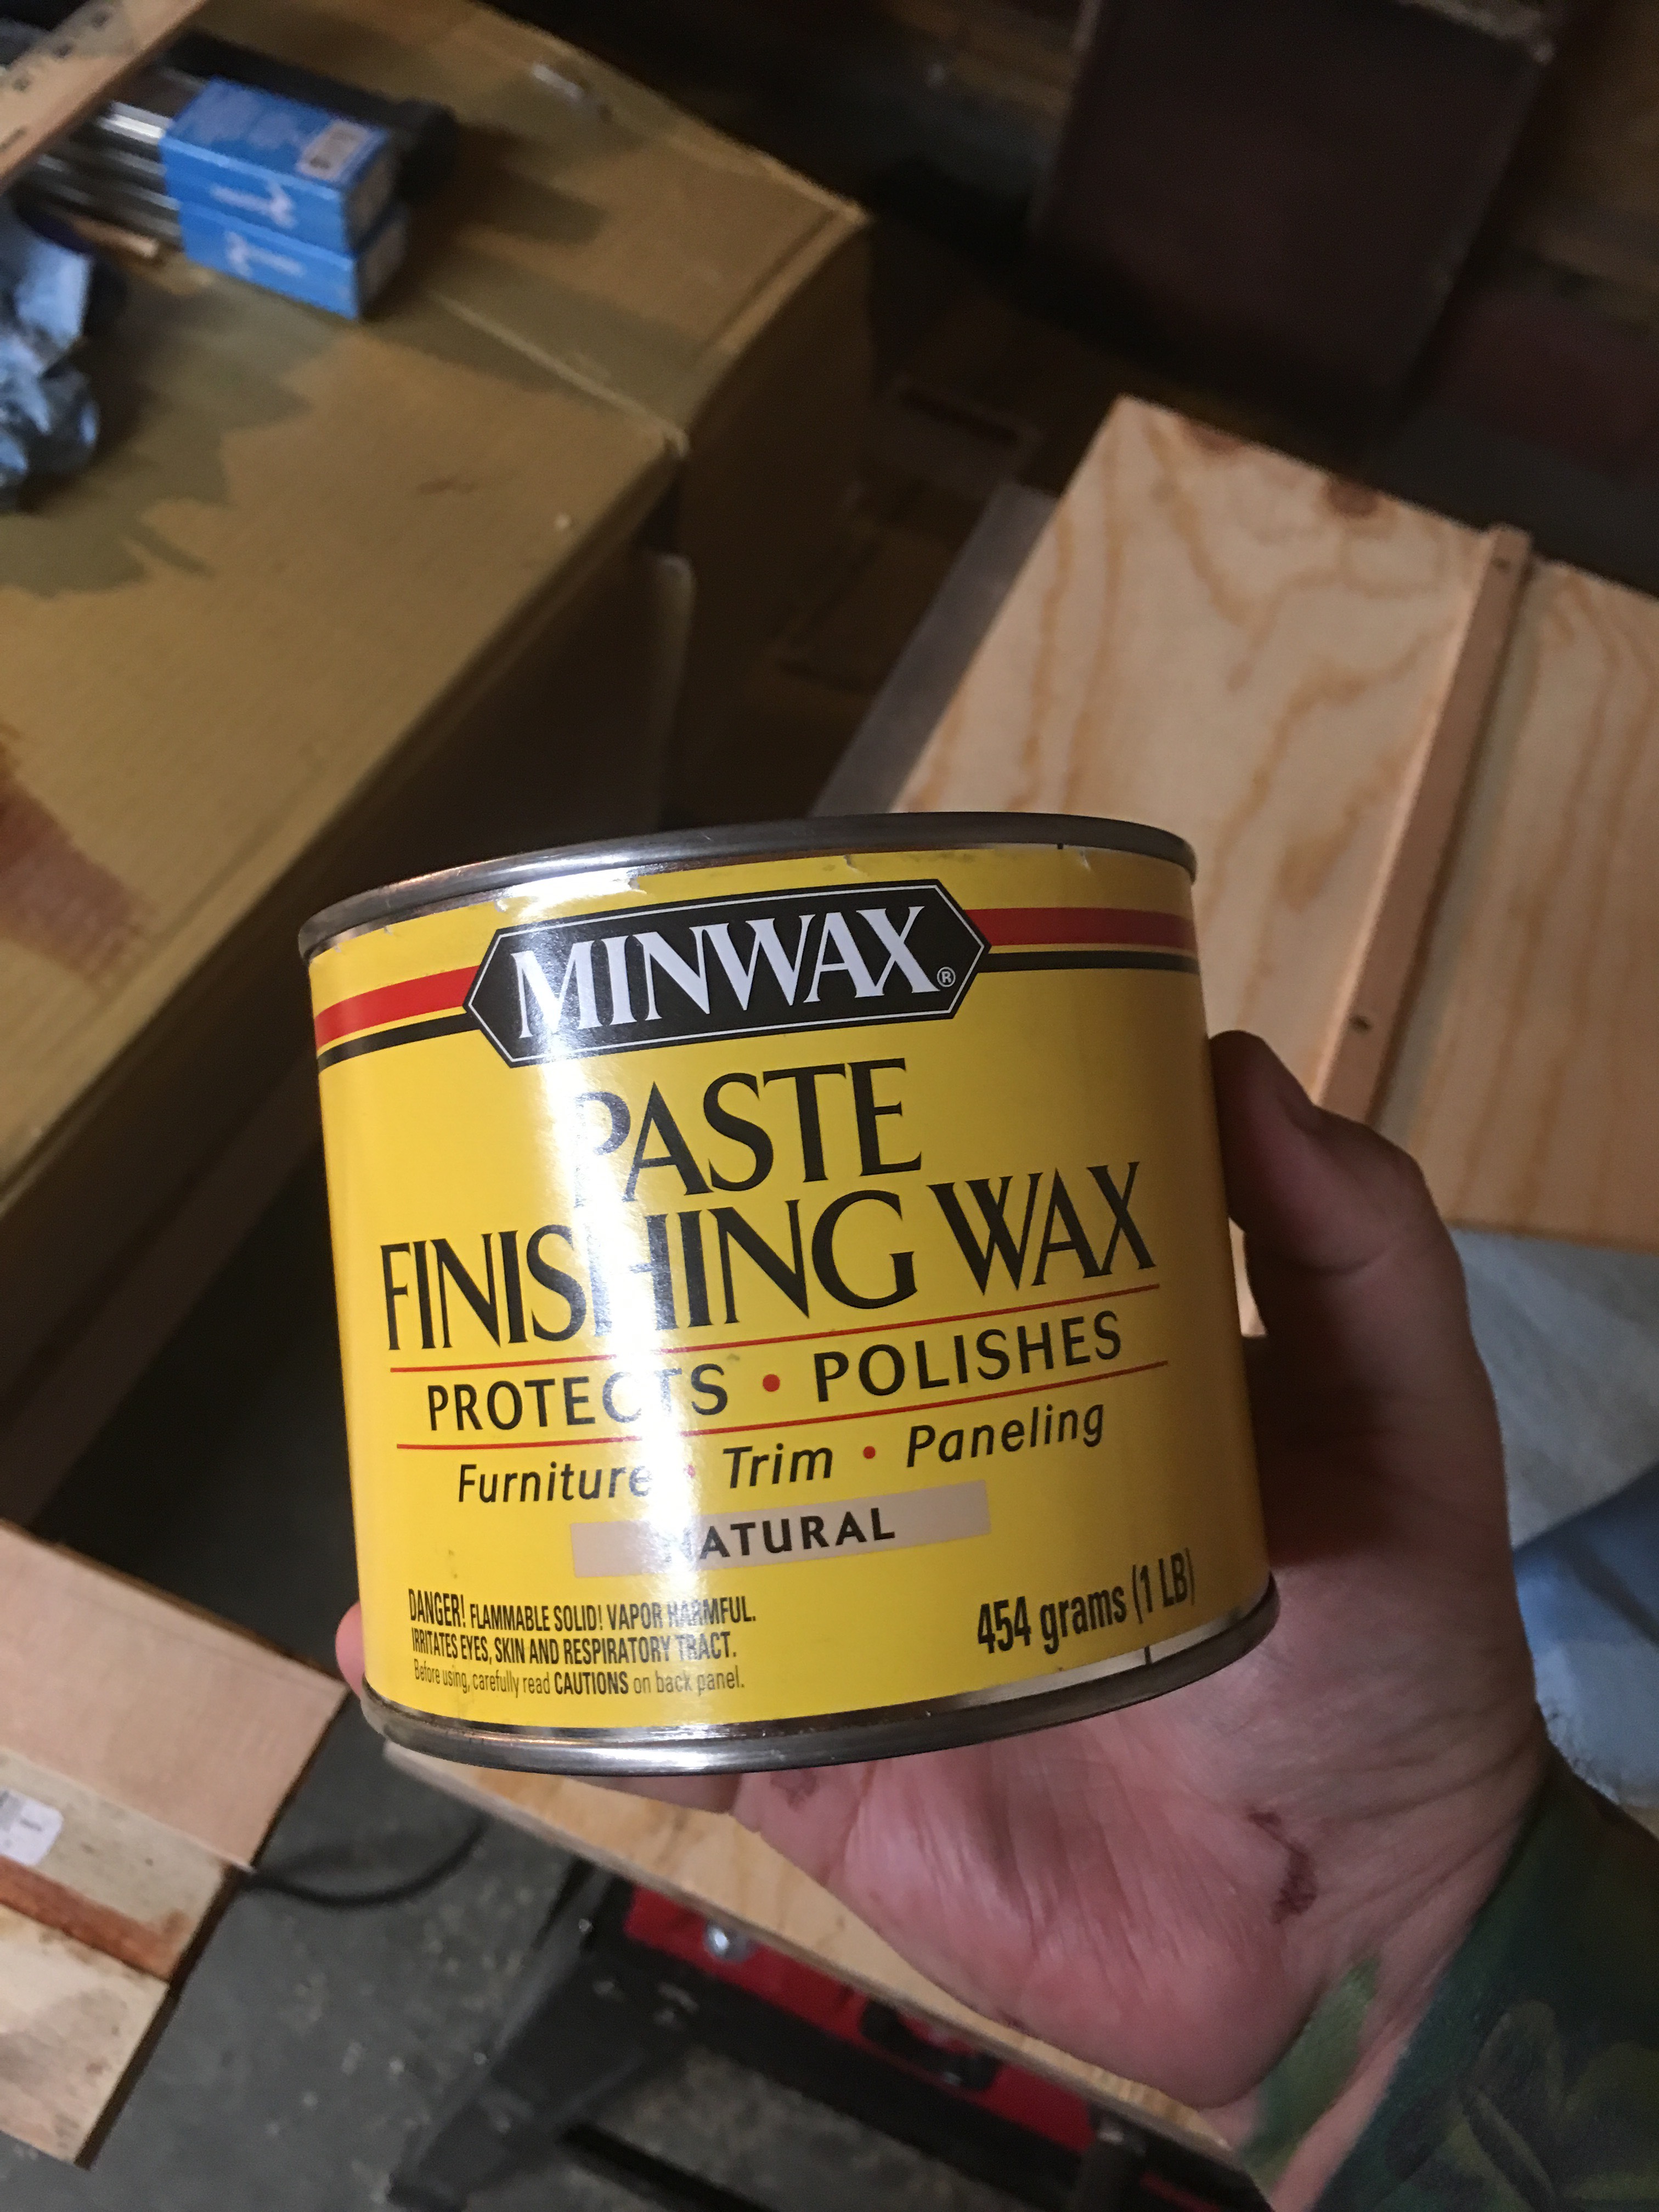 MINWAX®
PASTE
FINISHING WAX
PROTECTS • POLISHES
Furniture • Trim • Paneling
NATURAL
DANGER! FLAMMABLE SOLID! VAPOR HARMFUL.
IRRITATES EYES, SKIN AND RESPIRATORY TRACT.
Before using, carefully read CAUTIONS on back panel.
454 grams (1 LB)